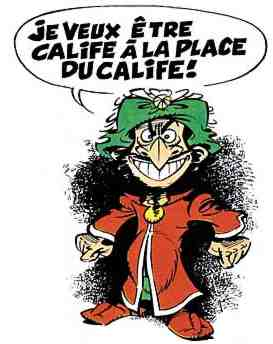 JE VEUX ÊTRE
CALIFE À LA PLACE
DU CALIFE!